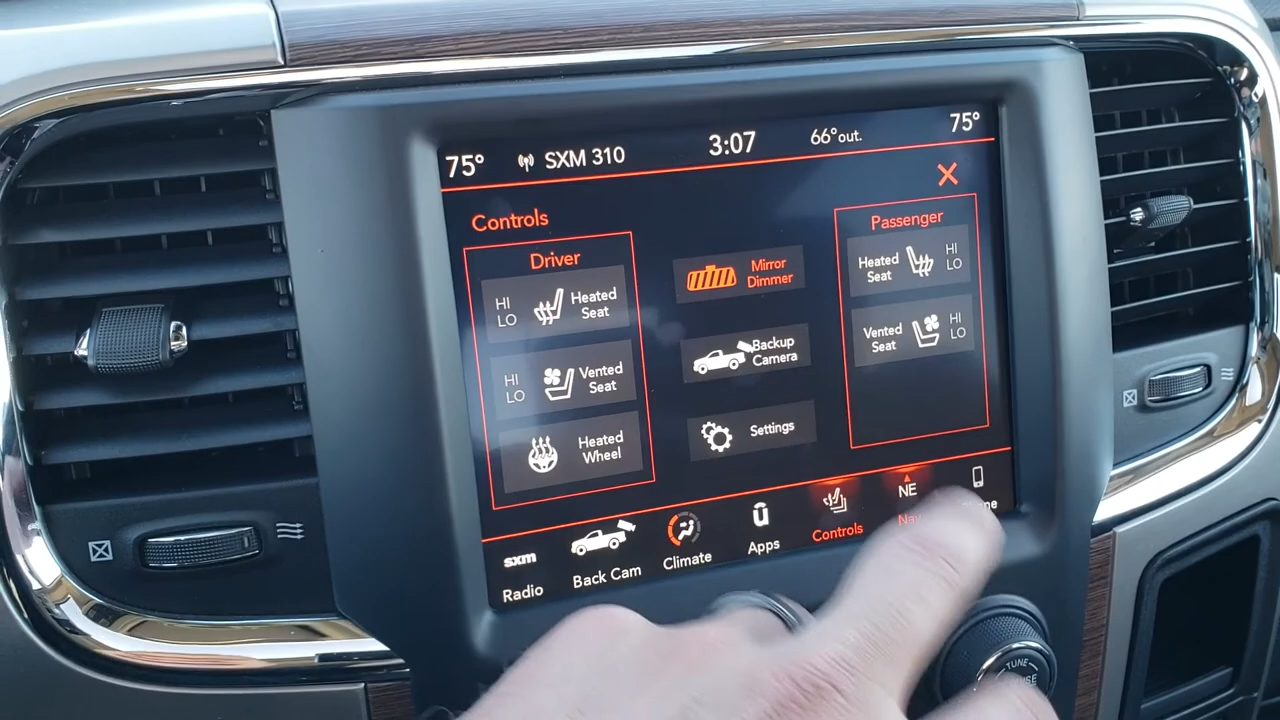 75°
SXM 310
3:07
66°out.
75°
Controls
Driver
HI
LO
Heated
Seat
HI
LO
Vented
Seat
Heated
Wheel
Mirror
Dimmer
Backup
Camera
Settings
Passenger
Heated
Seat
HI
LO
Vented
Seat
HI
LO
sxm
Radio
Back Cam
Climate
Apps
Controls
NE
TUNE